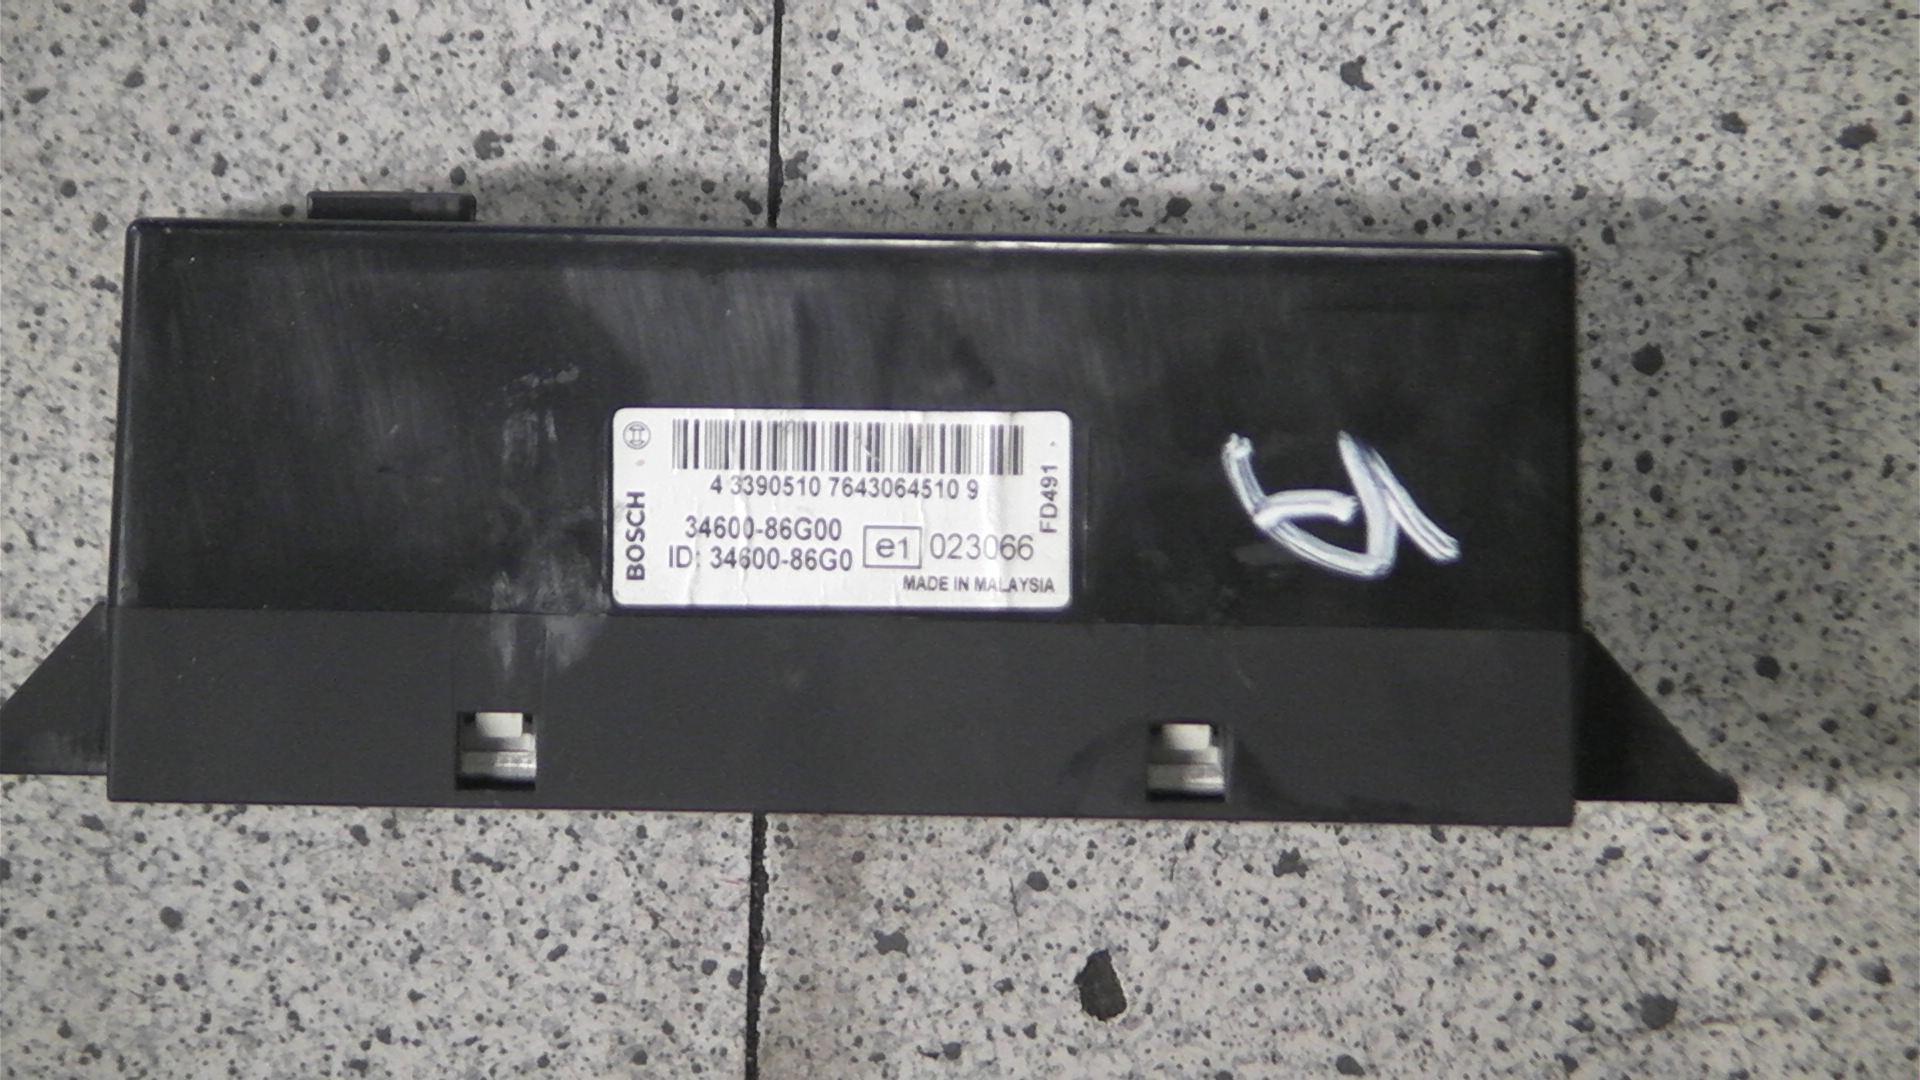 4 3390510 7643064510 9
34600-86G00
ID: 34600-86G0
e1 023066
MADE IN MALAYSIA
BOSCH
FD491